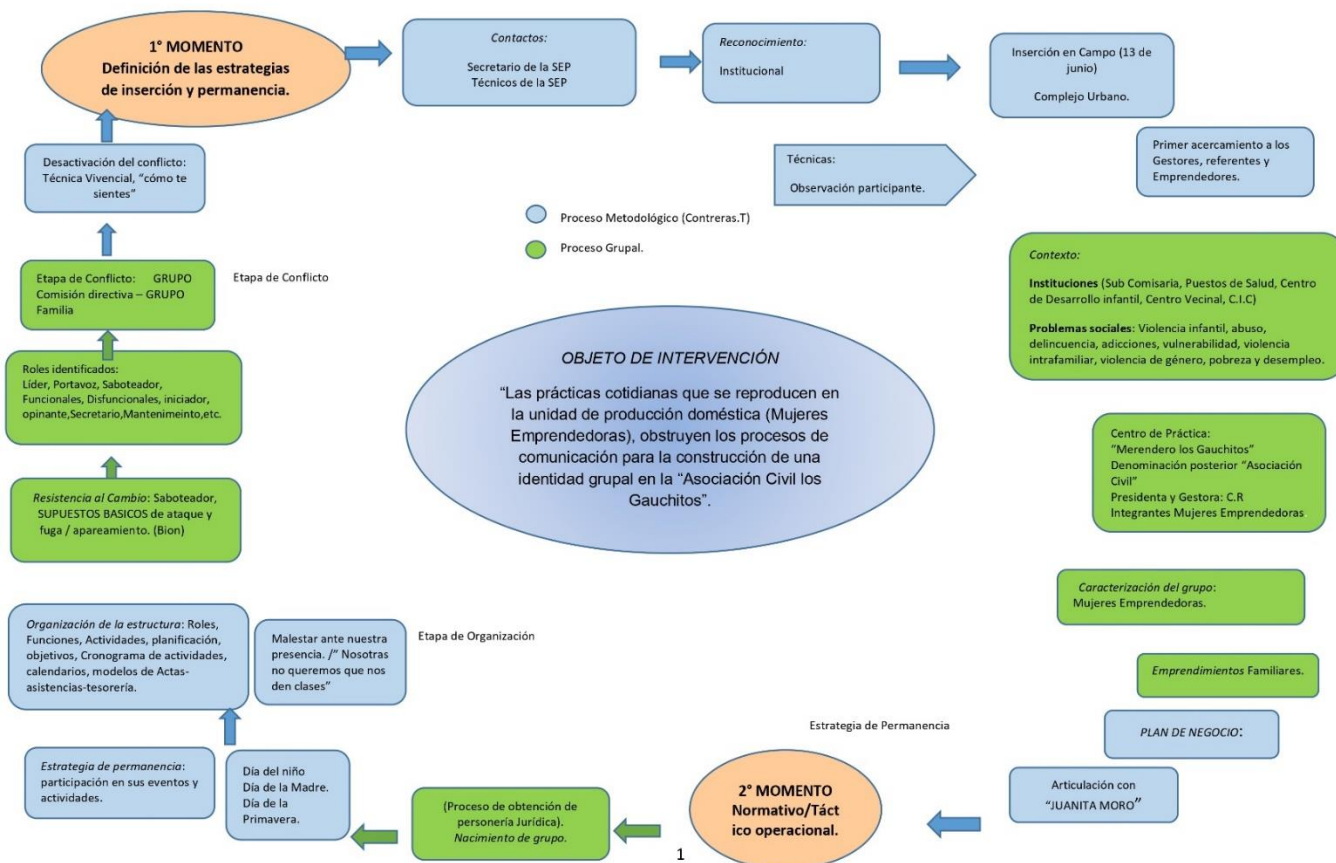 1° MOMENTO
Definición de las estrategias
de inserción y permanencia.
Contactos:
Secretario de la SEP
Técnicos de la SEP
Reconocimiento:
Institucional
Inserción en Campo (13 de
junio)
Complejo Urbano.
Primer acercamiento a los
Gestores, referentes y
Emprendedores.
Técnicas:
Observación participante.
Proceso Metodológico (Contreras.T)
Proceso Grupal.
Contexto:
Instituciones (Sub Comisaria, Puestos de Salud, Centro
de Desarrollo infantil, Centro Vecinal, C.I.C)
Problemas sociales: Violencia infantil, abuso,
delincuencia, adicciones, vulnerabilidad, violencia
intrafamiliar, violencia de género, pobreza y desempleo.
Centro de Práctica:
"Merendero los Gauchitos"
Denominación posterior "Asociación
Civil"
Presidenta y Gestora: C.R
Integrantes Mujeres Emprendedoras.
Caracterización del grupo:
Mujeres Emprendedoras.
Emprendimientos Familiares.
PLAN DE NEGOCIO:
Articulación con
"JUANITA MORO"
Estrategia de Permanencia
2° MOMENTO
Normativo/Táct
ico operacional.
(Proceso de obtención de
personería Jurídica).
Nacimiento de grupo.
Día del niño
Día de la Madre.
Día de la
Primavera.
Estrategia de permanencia:
participación en sus eventos y
actividades.
Organización de la estructura: Roles,
Funciones, Actividades, planificación,
objetivos, Cronograma de actividades,
calendarios, modelos de Actas-
asistencias-tesorería.
Malestar ante nuestra
presencia. /" Nosotras
no queremos que nos
den clases"
Etapa de Organización
Resistencia al Cambio: Saboteador,
SUPUESTOS BASICOS de ataque y
fuga / apareamiento. (Bion)
Roles identificados:
Líder, Portavoz, Saboteador,
Funcionales, Disfuncionales, iniciador,
opinante,Secretario,Mantenimeinto,etc.
Etapa de Conflicto: GRUPO
Comisión directiva – GRUPO
Familia
Etapa de Conflicto
Desactivación del conflicto:
Técnica Vivencial, "cómo te
sientes"
OBJETO DE INTERVENCIÓN
"Las prácticas cotidianas que se reproducen en
la unidad de producción doméstica (Mujeres
Emprendedoras), obstruyen los procesos de
comunicación para la construcción de una
identidad grupal en la "Asociación Civil los
Gauchitos".
1